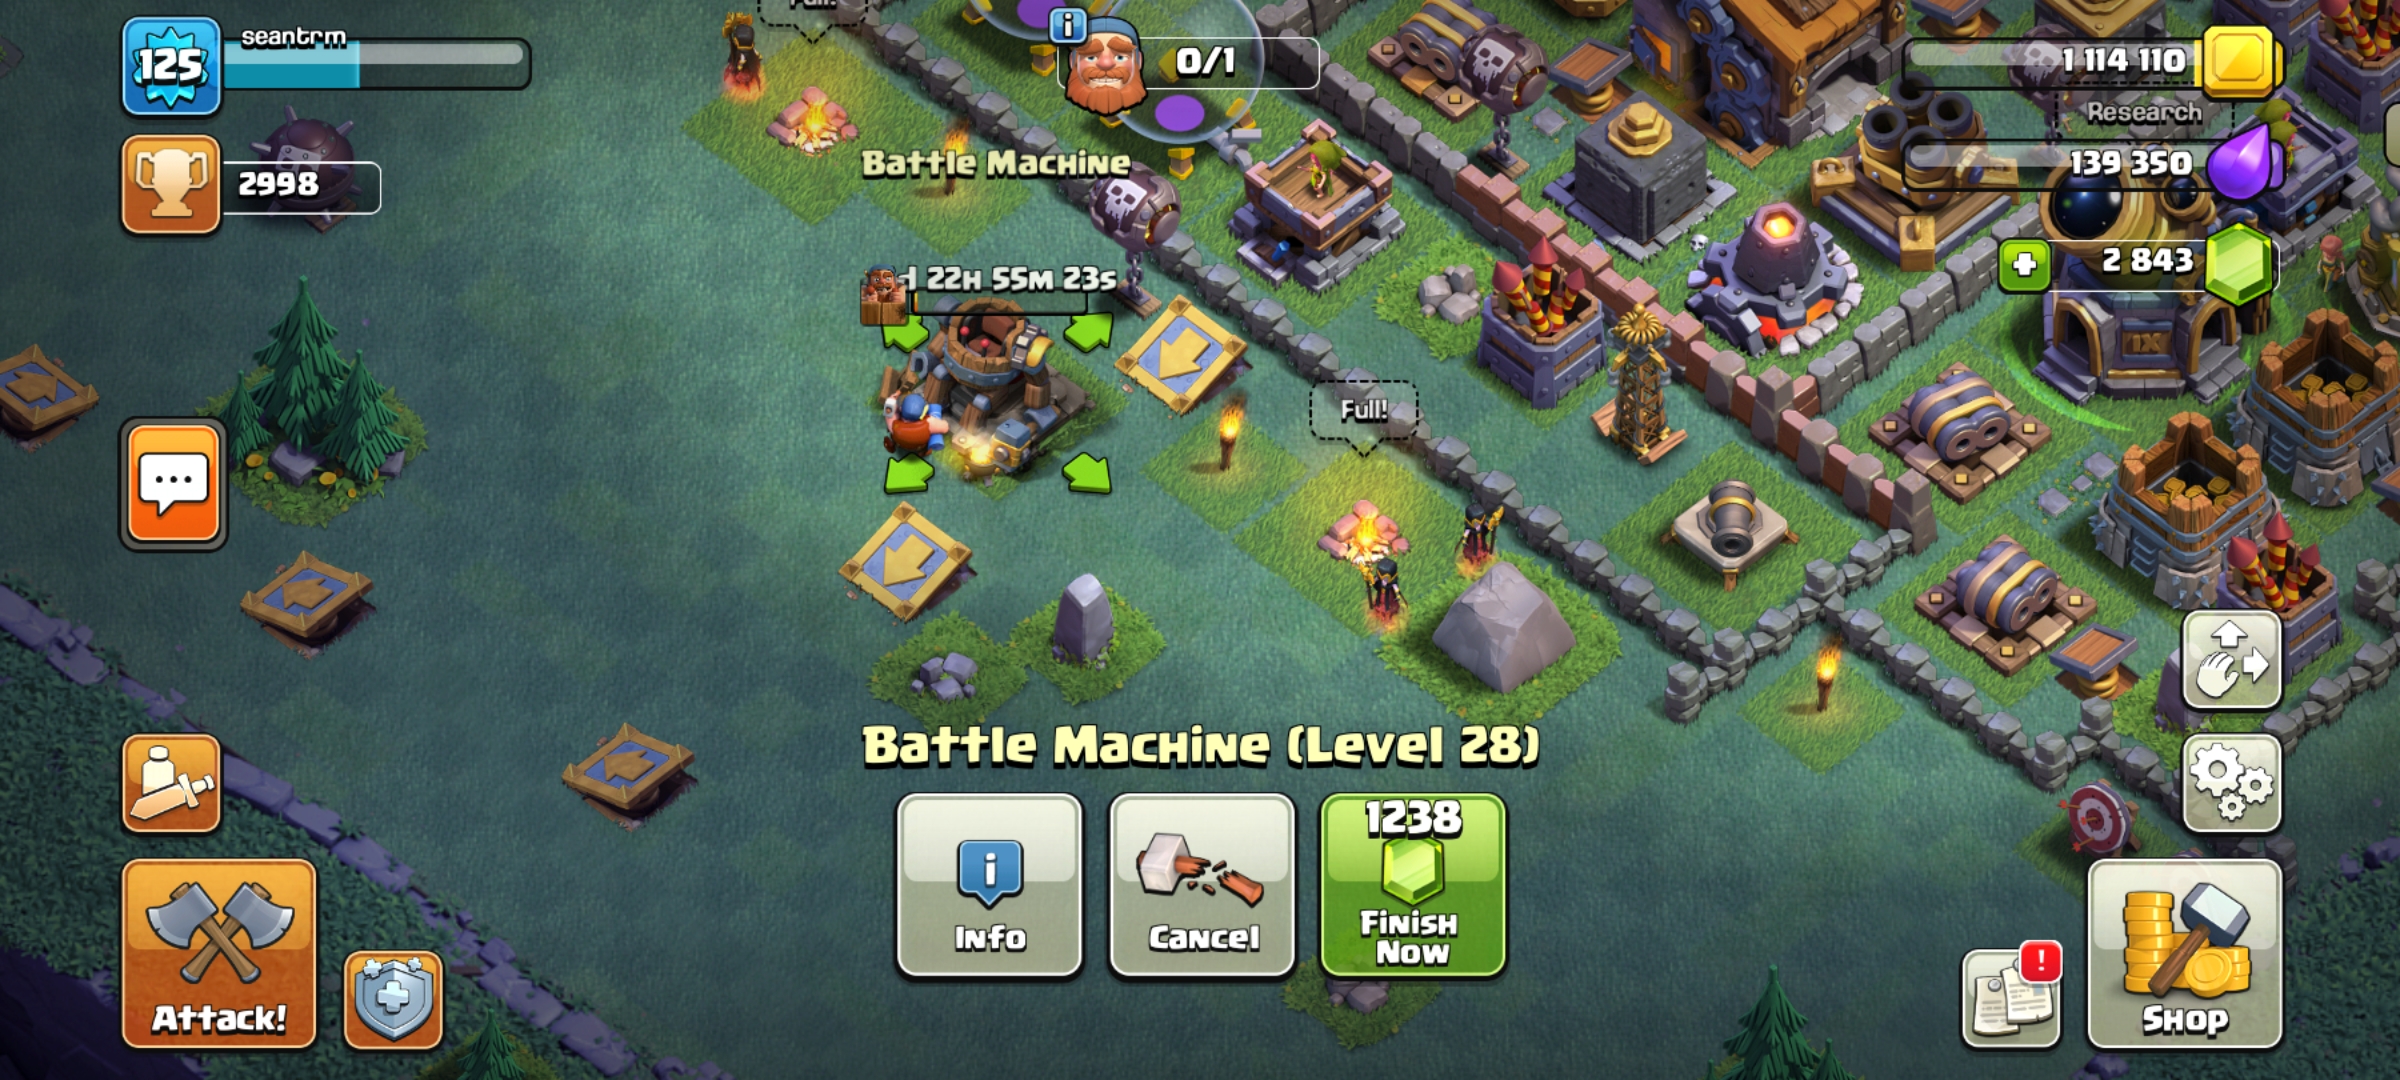 125
seantrm
2998
0/1
1 114 110
Research
139 350
2 843
Battle Machine
22H 55M 23s
Full!
IX
Battle Machine (Level 28)
Info
Cancel
1238
Finish
Now
Attack!
!
Shop